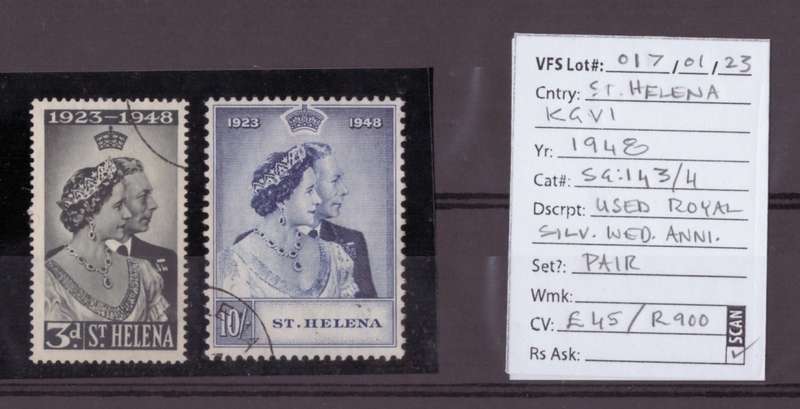 1923-1948
3d ST. HELENA
1923 1948
10/-
ST. HELENA
VFS Lot#: 017/01/23
Cntry: ST. HELENA
KGVI
Yr: 1948
Cat#: SG:143/4
Dscrpt: USED ROYAL
SILV. WED. ANNI.
Set?: PAIR
Wmk:
CV: £45/R900
Rs Ask:
SCAN